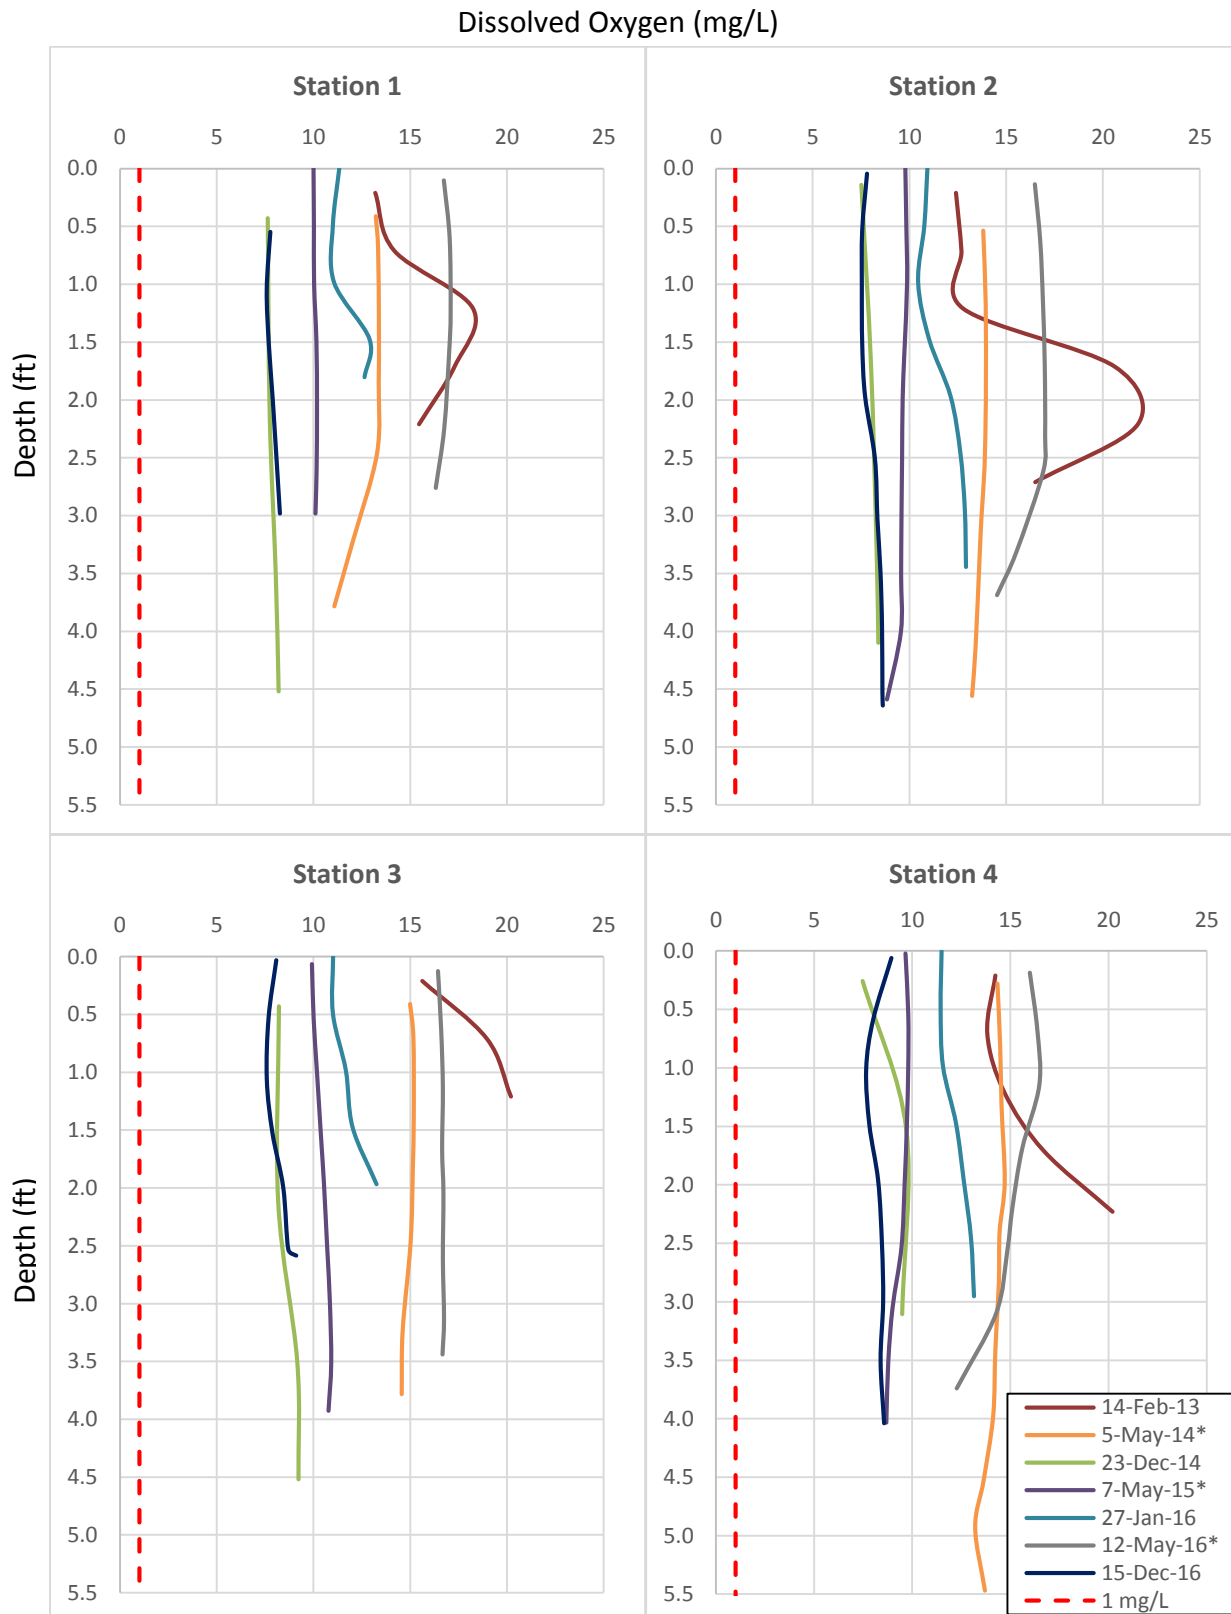 Dissolved Oxygen (mg/L)
Station 1
0 5 10 15 20 25
0.0
0.5
1.0
1.5
2.0
2.5
3.0
3.5
4.0
4.5
5.0
5.5
Depth (ft)
Station 2
0 5 10 15 20 25
0.0
0.5
1.0
1.5
2.0
2.5
3.0
3.5
4.0
4.5
5.0
5.5
Station 3
0 5 10 15 20 25
0.0
0.5
1.0
1.5
2.0
2.5
3.0
3.5
4.0
4.5
5.0
5.5
Depth (ft)
Station 4
0 5 10 15 20 25
0.0
0.5
1.0
1.5
2.0
2.5
3.0
3.5
4.0
4.5
5.0
5.5
14-Feb-13
5-May-14*
23-Dec-14
7-May-15*
27-Jan-16
12-May-16*
15-Dec-16
1 mg/L